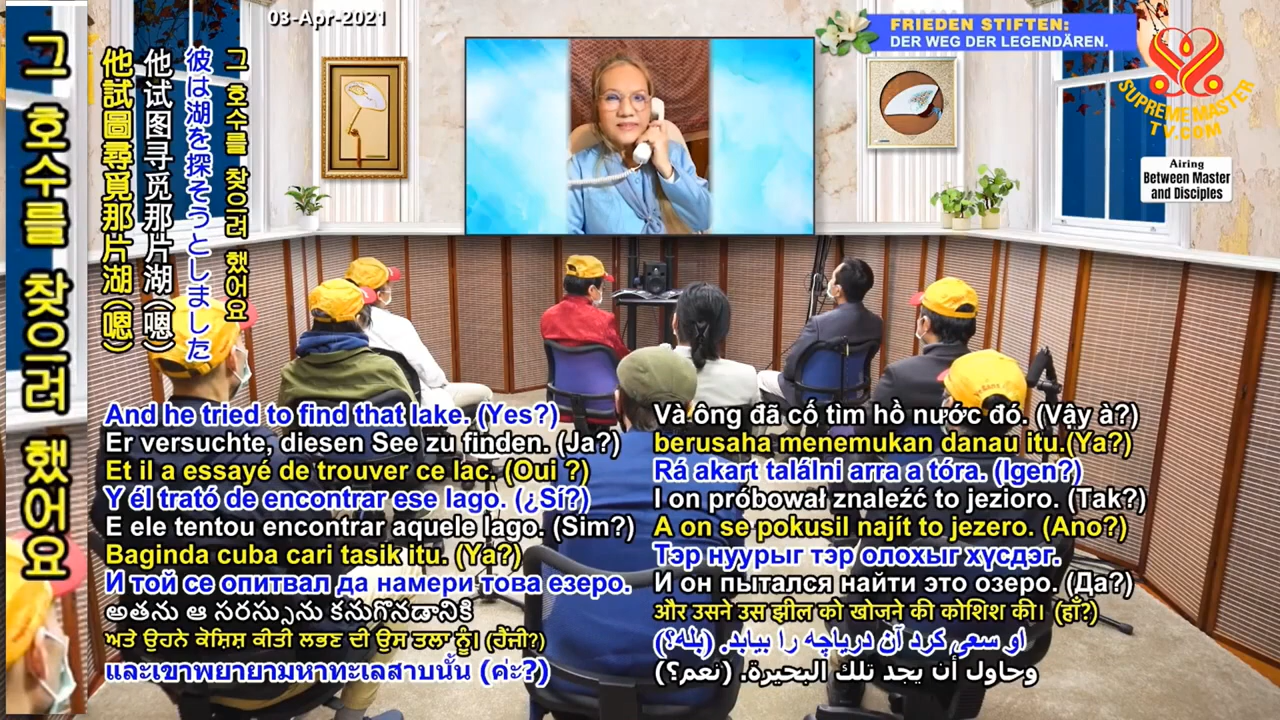 03-Apr-2021
FRIEDEN STIFTEN:
DER WEG DER LEGENDÄREN.
SUPREME MASTER
TV.COM
Airing
Between Master
and Disciples
그 호수를 찾으려 했어요
그 호수를 찾으려 했어요
彼は湖を探そうとしました
他试图寻觅那片湖（嗯）
他試圖尋覓那片湖（嗯）
And he tried to find that lake. (Yes?)
Er versuchte, diesen See zu finden. (Ja?)
Et il a essayé de trouver ce lac. (Oui ?)
Y él trató de encontrar ese lago. (¿Sí?)
E ele tentou encontrar aquele lago. (Sim?)
Baginda cuba cari tasik itu. (Ya?)
И той се опитвал да намери това езеро.
అతను ఆ సరస్సును కనుగొనడానికి
ਅਤੇ ਉਹਨੇ ਕੋਸ਼ਿਸ਼ ਕੀਤੀ ਲਭਣ ਦੀ ਉਸ ਤਲਾ ਨੂੰ। (ਹੈਂਜੀ?)
และเขาพยายามหาทะเลสาบนั้น (ค่ะ?)
Và ông đã cố tìm hồ nước đó. (Vậy à?)
berusaha menemukan danau itu.(Ya?)
Rá akart találni arra a tóra. (Igen?)
I on próbował znaleźć to jezioro. (Tak?)
A on se pokusil najít to jezero. (Ano?)
Тэр нуурыг тэр олохыг хүсдэг.
И он пытался найти это озеро. (Да?)
और उसने उस झील को खोजने की कोशिश की। (हाँ?)
او سعی کرد آن دریاچه را بیابد. (بله؟)
وحاول أن يجد تلك البحيرة. (نعم؟)